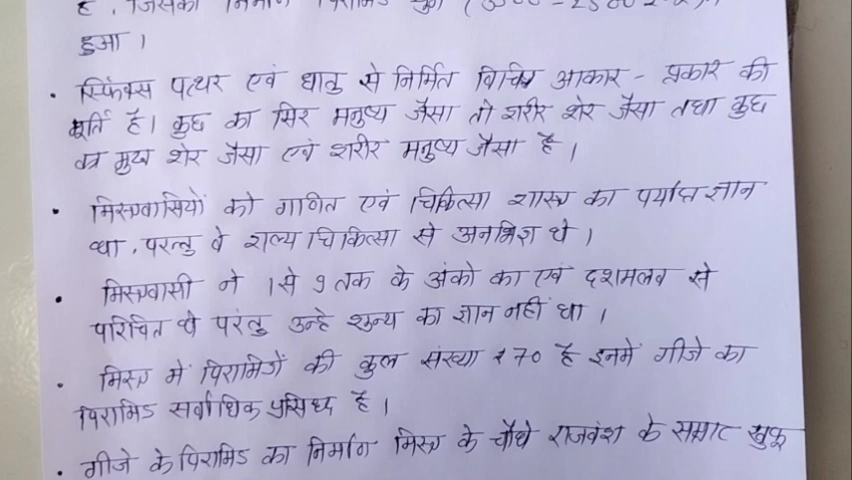 है, जिसका निर्माण पिरामिड युग
हुआ ।
• स्फिंक्स पत्थर एवं धातु से निर्मित विचित्र आकार - प्रकार की
मूर्ति है। कुछ का सिर मनुष्य जैसा तो शरीर शेर जैसा तथा कुछ
का मुख शेर जैसा एवं शरीर मनुष्य जैसा है ।
• मिस्रवासियों को गणित एवं चिकित्सा शास्त्र का पर्याप्त ज्ञान
था , परन्तु वे शल्य चिकित्सा से अनभिज्ञ थे ।
• मिस्रवासी ने 1 से 9 तक के अंको का एवं दशमलव से
परिचित थे परंतु उन्हे शून्य का ज्ञान नहीं था ।
• मिस्र में पिरामिडों की कुल संख्या 70 है इनमें गीजे का
पिरामिड सर्वाधिक प्रसिध्द है ।
• गीजे के पिरामिड का निर्माण मिस्र के चौथे राजवंश के सम्राट खुफू